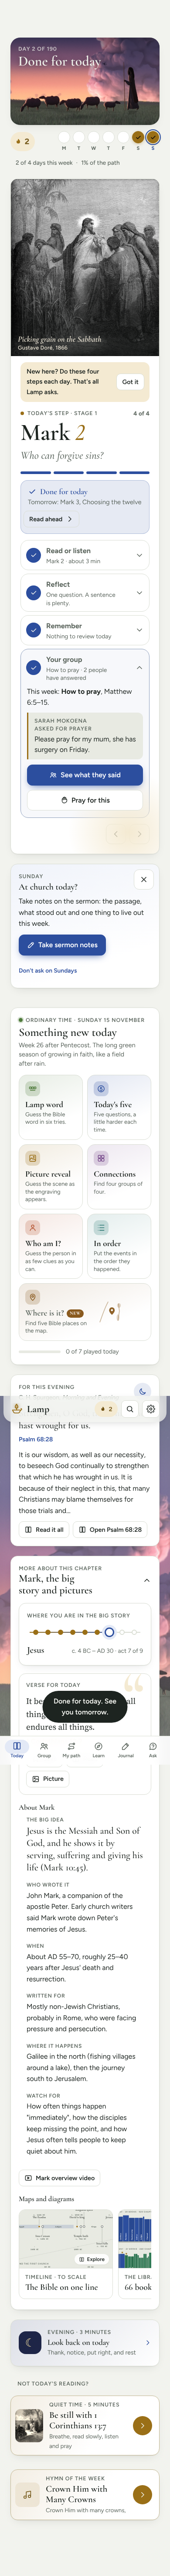 DAY 2 OF 190
Done for today
2
M T W T F S S
2 of 4 days this week · 1% of the path
Picking grain on the Sabbath
Gustave Doré, 1866
New here? Do these four
steps each day. That's all
Lamp asks.
Got it
TODAY'S STEP · STAGE 1
4 of 4
Mark 2
Who can forgive sins?
Done for today
Tomorrow: Mark 3, Choosing the twelve
Read ahead
Read or listen
Mark 2 · about 3 min
Reflect
One question. A sentence
is plenty.
Remember
Nothing to review today
Your group
How to pray · 2 people
have answered
This week: How to pray, Matthew
6:5–15.
SARAH MOKOENA
ASKED FOR PRAYER
Please pray for my mum, she has
surgery on Friday.
See what they said
Pray for this
SUNDAY
At church today?
Take notes on the sermon: the passage,
what stood out and one thing to live out
this week.
Take sermon notes
Don't ask on Sundays
ORDINARY TIME · SUNDAY 15 NOVEMBER
Something new today
Week 26 after Pentecost. The long green
season of growing in faith, like a field
after rain.
Lamp word
Guess the Bible
word in six tries.
Today's five
Five questions, a
little harder each
time.
Picture reveal
Guess the scene as
the engraving
appears.
Connections
Find four groups of
four.
Who am I?
Guess the person in
as few clues as you
can.
In order
Put the events in
the order they
happened.
Where is it? NEW
Find five Bible places on
the map.
0 of 7 played today
FOR THIS EVENING
Lamp
2
hast wrought for us.
Psalm 68:28
It is our wisdom, as well as our necessity,
to beseech God continually to strengthen
that which he has wrought in us. It is
because of their neglect in this, that many
Christians may blame themselves for
those trials and…
Read it all
Open Psalm 68:28
MORE ABOUT THIS CHAPTER
Mark, the big
story and pictures
WHERE YOU ARE IN THE BIG STORY
Jesus
c. 4 BC – AD 30 · act 7 of 9
VERSE FOR TODAY
It be
all
thing
endures all things.
Done for today. See
you tomorrow.
Today
Group
My path
Learn
Journal
Ask
Picture
About Mark
THE BIG IDEA
Jesus is the Messiah and Son of
God, and he shows it by
serving, suffering and giving his
life (Mark 10:45).
WHO WROTE IT
John Mark, a companion of the
apostle Peter. Early church writers
said Mark wrote down Peter's
memories of Jesus.
WHEN
About AD 55–70, roughly 25–40
years after Jesus' death and
resurrection.
WRITTEN FOR
Mostly non-Jewish Christians,
probably in Rome, who were facing
pressure and persecution.
WHERE IT HAPPENS
Galilee in the north (fishing villages
around a lake), then the journey
south to Jerusalem.
WATCH FOR
How often things happen
"immediately", how the disciples
keep missing the point, and how
Jesus often tells people to keep
quiet about him.
Mark overview video
Maps and diagrams
Explore
TIMELINE · TO SCALE
The Bible on one line
THE LIBR
66 book
EVENING · 3 MINUTES
Look back on today
Thank, notice, put right, and rest
NOT TODAY'S READING?
QUIET TIME · 5 MINUTES
Be still with 1
Corinthians 13:7
Breathe, read slowly, listen
and pray
HYMN OF THE WEEK
Crown Him with
Many Crowns
Crown Him with many crowns,